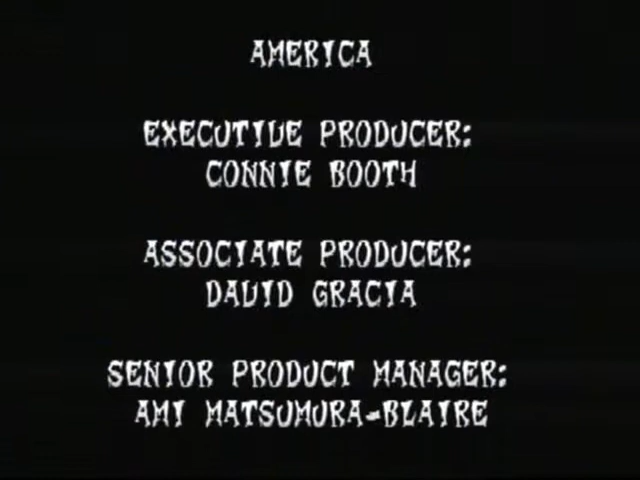 AMERICA
EXECUTIVE PRODUCER:
CONNIE BOOTH
ASSOCIATE PRODUCER:
DAVID GRACIA
SENIOR PRODUCT MANAGER:
AMI MATSUMURA-BLAIRE